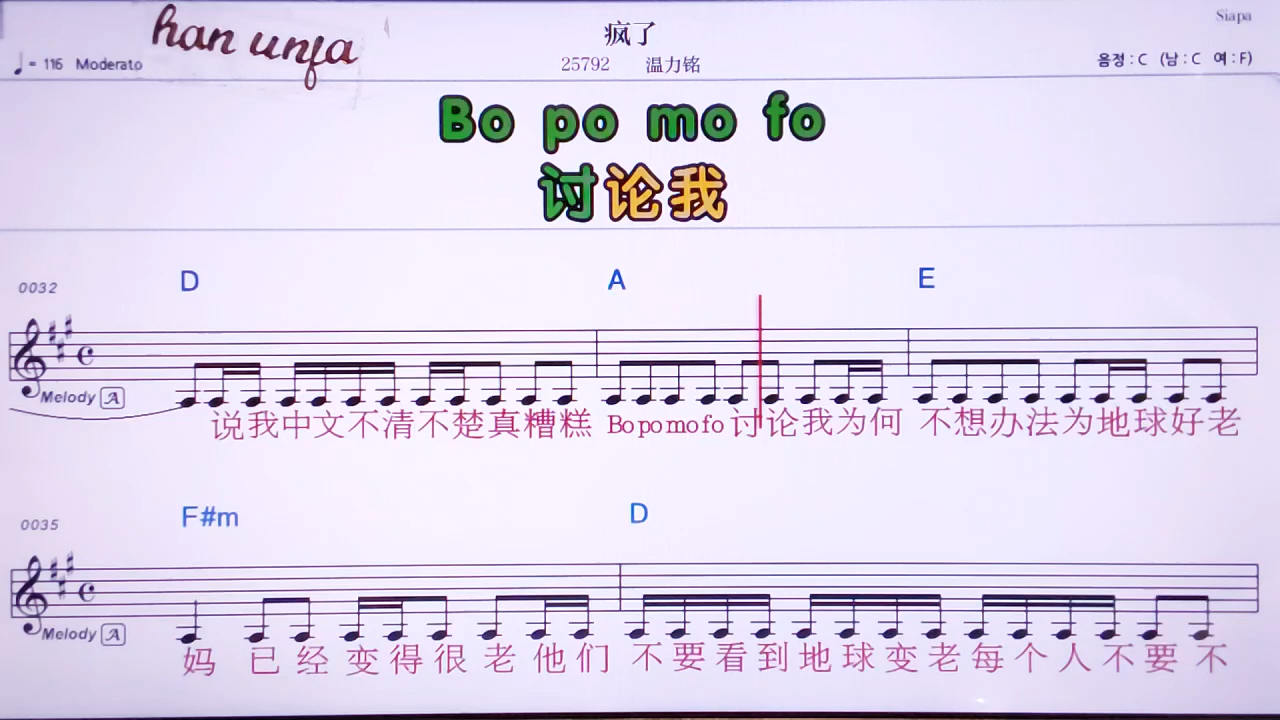 han unfa
疯了
Siapa
♩= 116 Moderato
25792 温力铭
음정 : C (남 : C 여 : F)
Bo po mo fo
讨论我
0032
D A E
Melody A
说我中文不清不楚真糟糕 Bopomofo讨论我为何 不想办法为地球好老
0035
F#m D
Melody A
妈 已经变得很老他们 不要看到地球变老每个人不要不